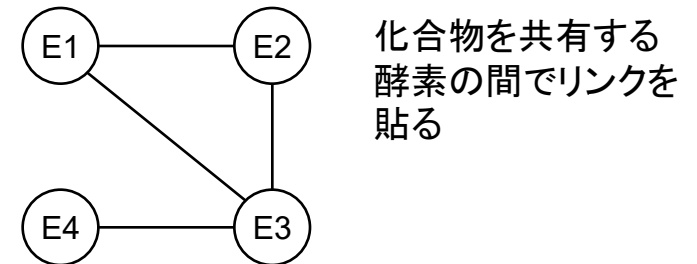 E1
E2
化合物を共有する
酵素の間でリンクを
貼る
E4
E3